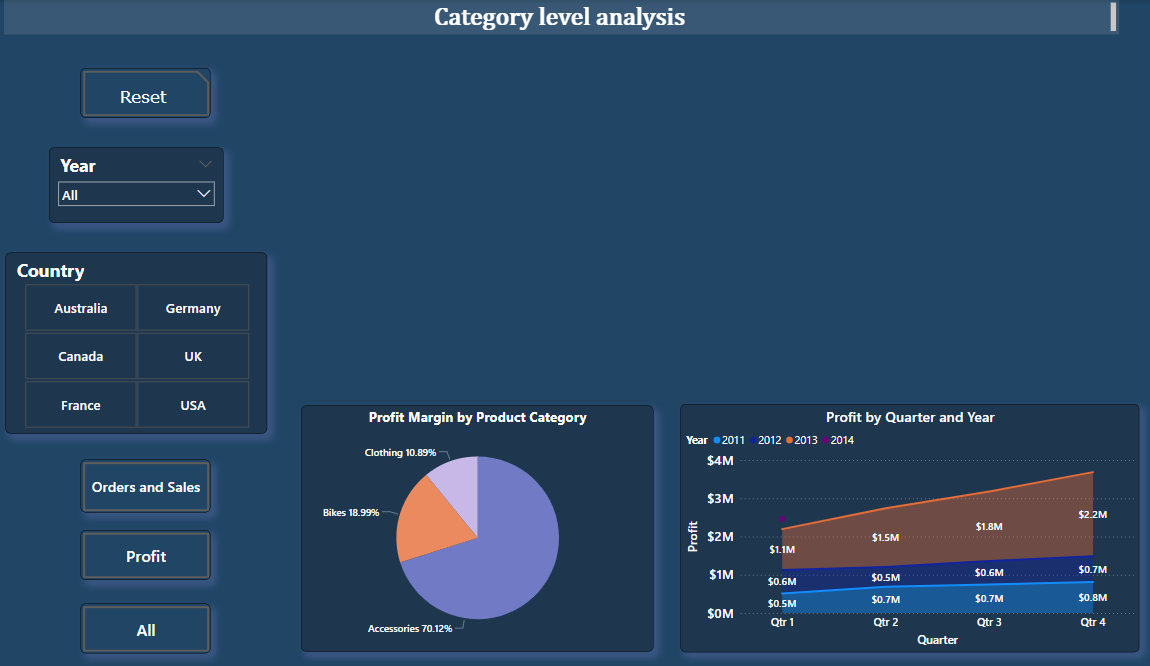 Category level analysis
Reset
Year
All
Country
Australia
Germany
Canada
UK
France
USA
Orders and Sales
Profit
All
Profit Margin by Product Category
Clothing 10.89%
Bikes 18.99%
Accessories 70.12%
Profit by Quarter and Year
Year 2011 2012 2013 2014
$4M
$3M
$2M
$1M
$0M
Profit
$1.1M
$1.5M
$1.8M
$2.2M
$0.6M
$0.5M
$0.6M
$0.7M
$0.5M
$0.7M
$0.7M
$0.8M
Qtr 1 Qtr 2 Qtr 3 Qtr 4
Quarter